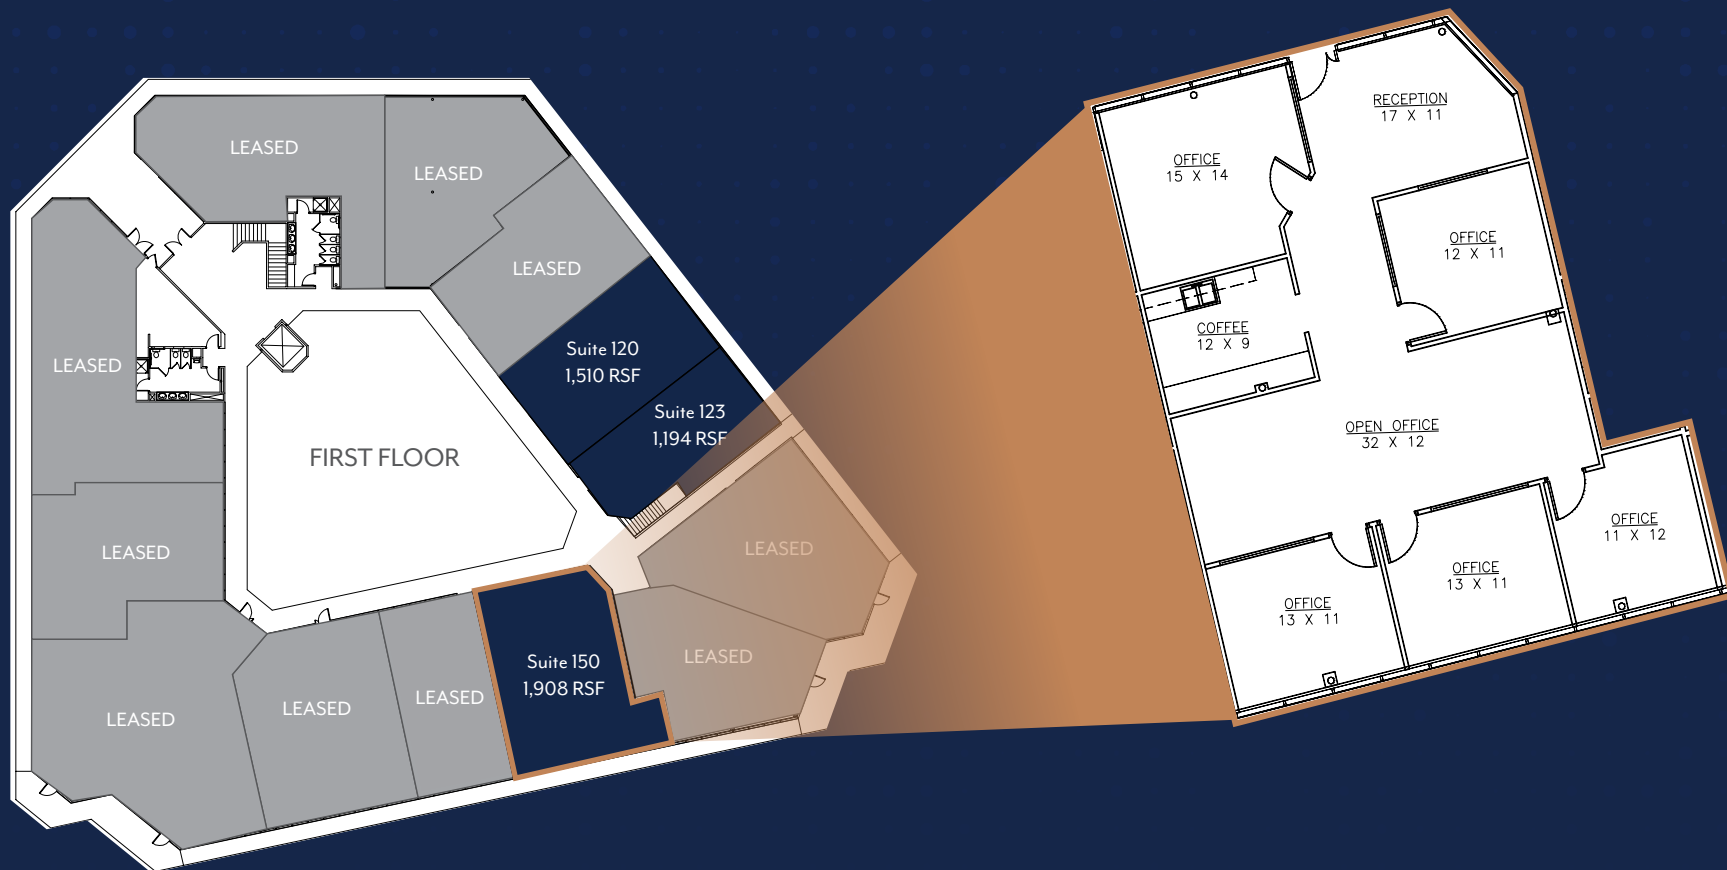 LEASED
LEASED
LEASED
Suite 120
1,510 RSF
LEASED
Suite 123
1,194 RSF
FIRST FLOOR
LEASED
LEASED
LEASED
Suite 150
1,908 RSF
LEASED
LEASED
LEASED
LEASED
RECEPTION
17 X 11
OFFICE
15 X 14
OFFICE
12 X 11
COFFEE
12 X 9
OPEN OFFICE
32 X 12
OFFICE
11 X 12
OFFICE
13 X 11
OFFICE
13 X 11